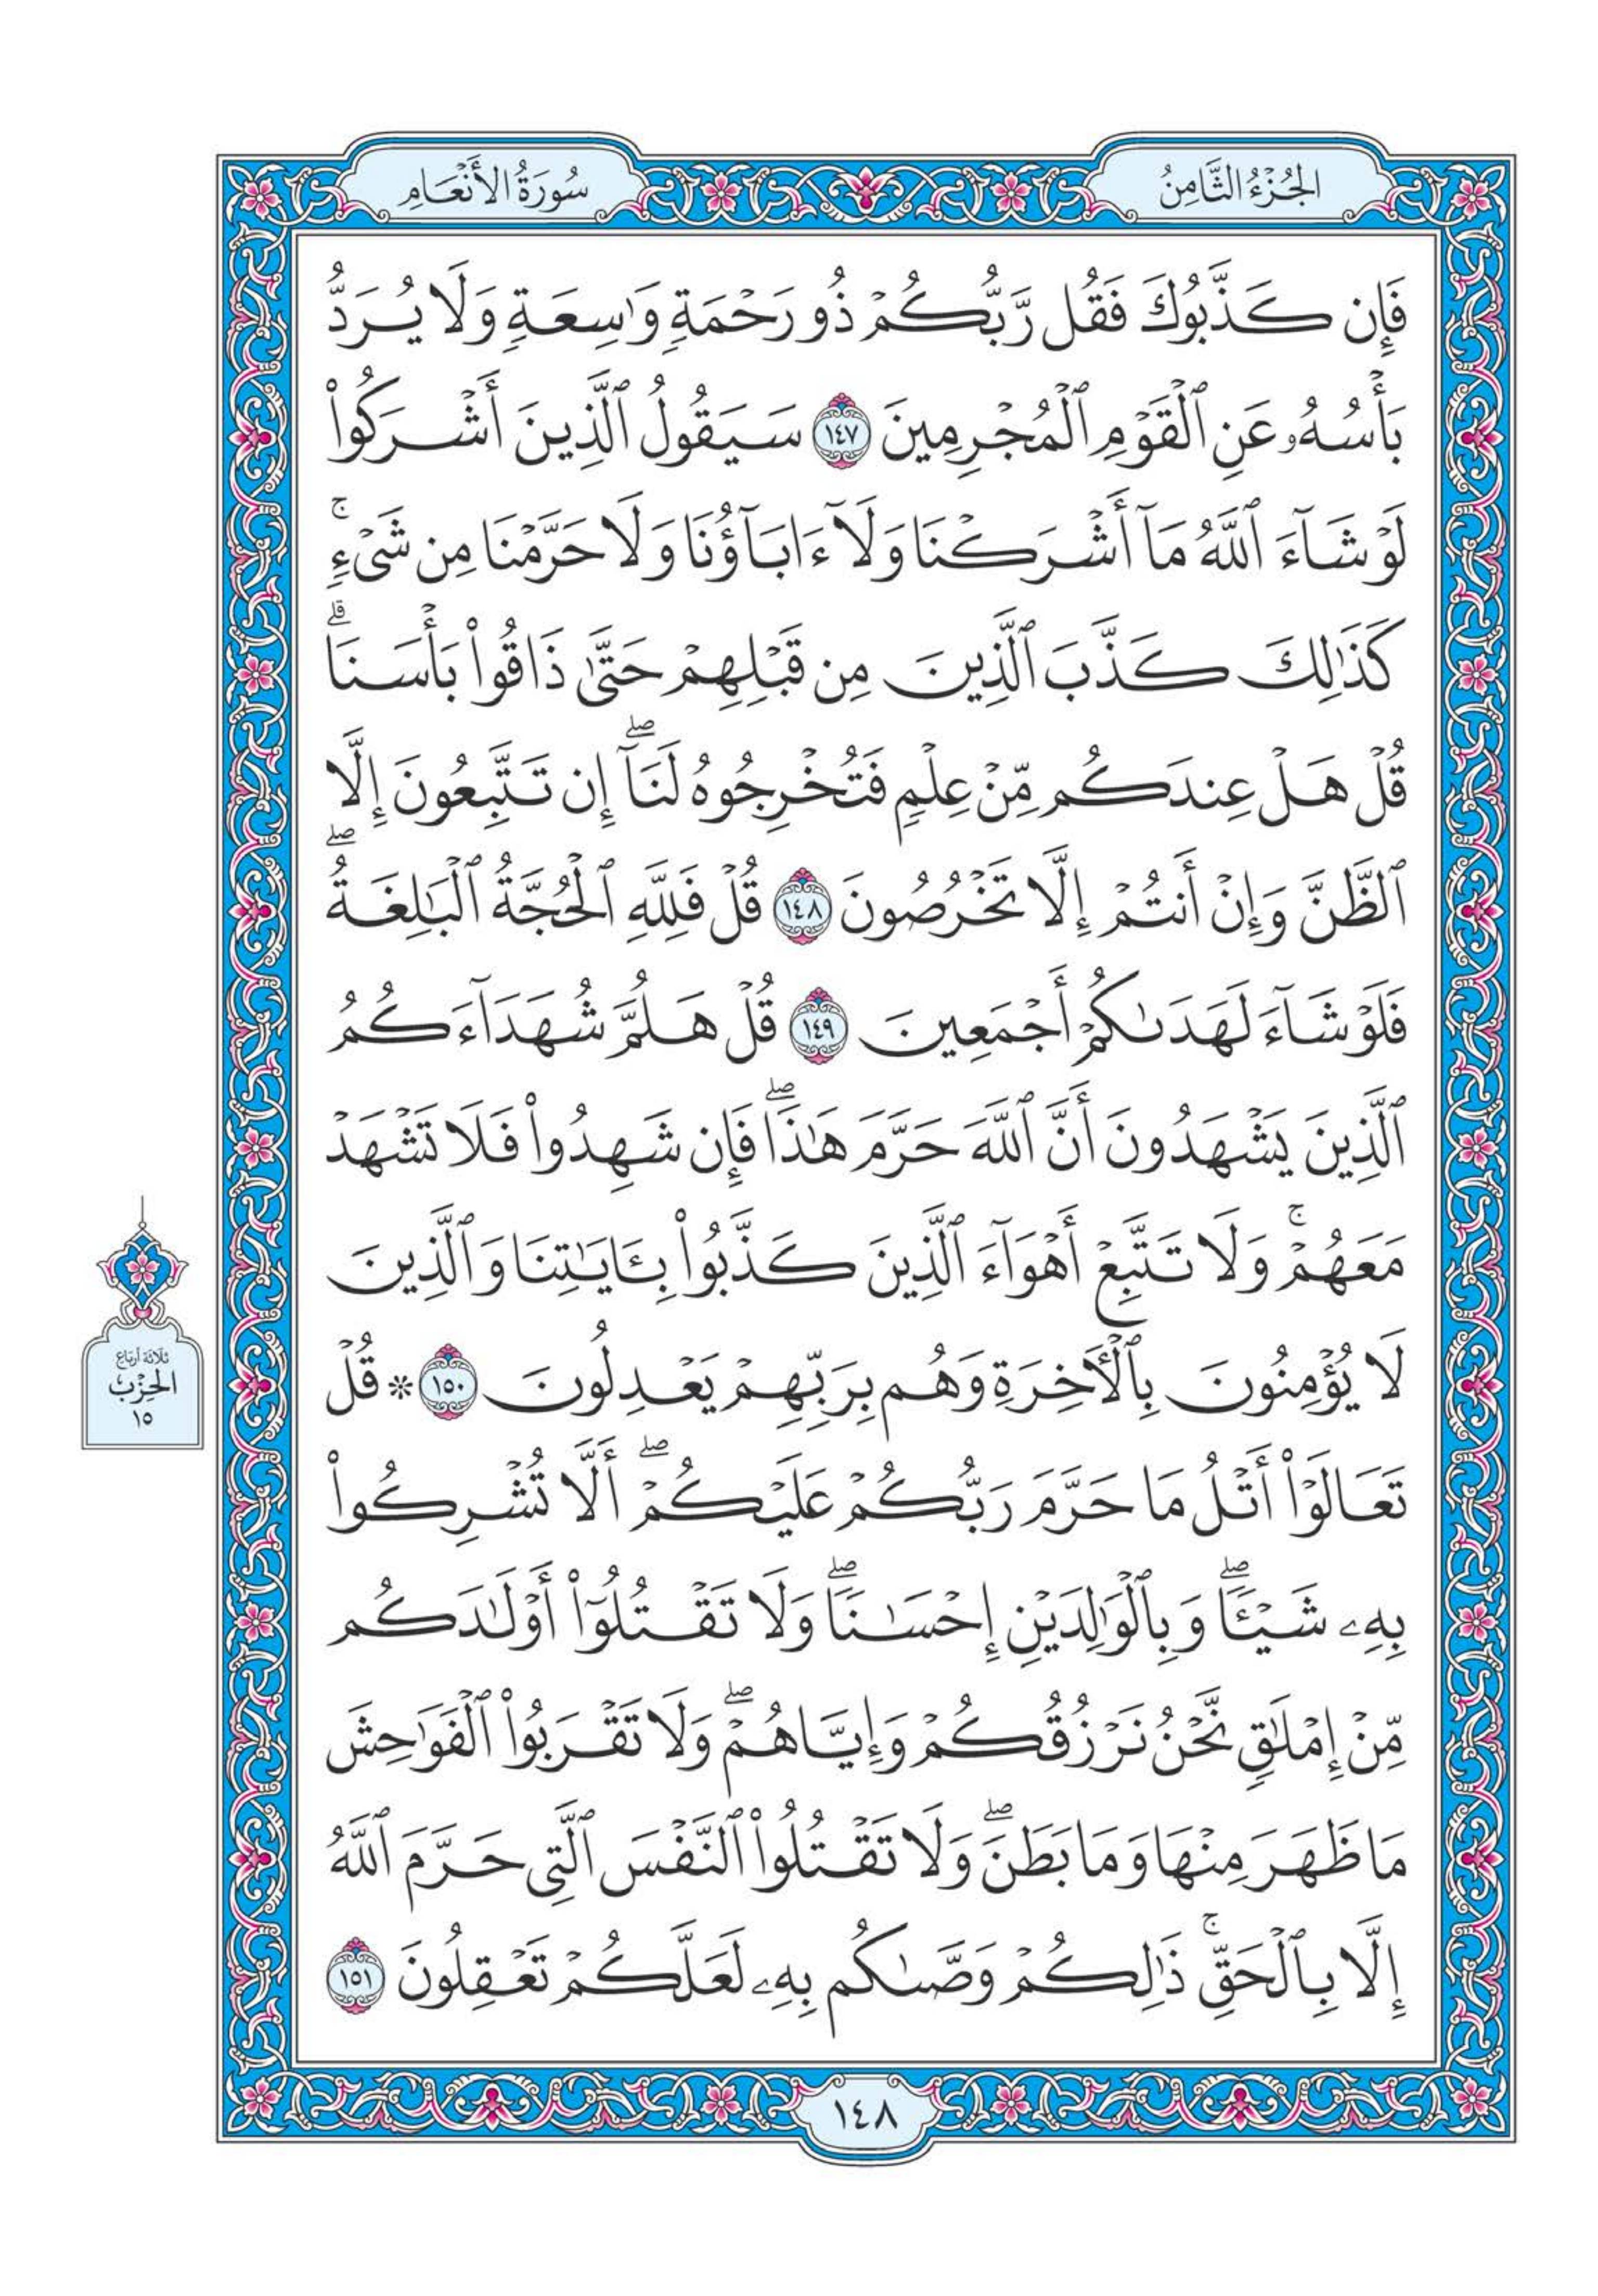 الجُزْءُ الثَّامِنُ
سُورَةُ الأَنْعَامِ
فَإِن كَذَّبُوكَ فَقُل رَّبُّكُمْ ذُو رَحْمَةٍ وَٰسِعَةٍ وَلَا يُرَدُّ
بَأْسُهُۥ عَنِ ٱلْقَوْمِ ٱلْمُجْرِمِينَ ١٤٧ سَيَقُولُ ٱلَّذِينَ أَشْرَكُوا۟
لَوْ شَآءَ ٱللَّهُ مَآ أَشْرَكْنَا وَلَآ ءَابَآؤُنَا وَلَا حَرَّمْنَا مِن شَىْءٍۚ
كَذَٰلِكَ كَذَّبَ ٱلَّذِينَ مِن قَبْلِهِمْ حَتَّىٰ ذَاقُوا۟ بَأْسَنَاۗ
قُلْ هَلْ عِندَكُم مِّنْ عِلْمٍ فَتُخْرِجُوهُ لَنَآۖ إِن تَتَّبِعُونَ إِلَّا
ٱلظَّنَّ وَإِنْ أَنتُمْ إِلَّا تَخْرُصُونَ ١٤٨ قُلْ فَلِلَّهِ ٱلْحُجَّةُ ٱلْبَٰلِغَةُۖ
فَلَوْ شَآءَ لَهَدَىٰكُمْ أَجْمَعِينَ ١٤٩ قُلْ هَلُمَّ شُهَدَآءَكُمُ
ٱلَّذِينَ يَشْهَدُونَ أَنَّ ٱللَّهَ حَرَّمَ هَٰذَاۖ فَإِن شَهِدُوا۟ فَلَا تَشْهَدْ
مَعَهُمْۚ وَلَا تَتَّبِعْ أَهْوَآءَ ٱلَّذِينَ كَذَّبُوا۟ بِـَٔايَٰتِنَا وَٱلَّذِينَ
لَا يُؤْمِنُونَ بِٱلْـَٔاخِرَةِ وَهُم بِرَبِّهِمْ يَعْدِلُونَ ١٥٠ * قُلْ
تَعَالَوْا۟ أَتْلُ مَا حَرَّمَ رَبُّكُمْ عَلَيْكُمْۖ أَلَّا تُشْرِكُوا۟
بِهِۦ شَيْـًٔاۖ وَبِٱلْوَٰلِدَيْنِ إِحْسَٰنًاۖ وَلَا تَقْتُلُوٓا۟ أَوْلَٰدَكُم
مِّنْ إِمْلَٰقٍ نَّحْنُ نَرْزُقُكُمْ وَإِيَّاهُمْۖ وَلَا تَقْرَبُوا۟ ٱلْفَوَٰحِشَ
مَا ظَهَرَ مِنْهَا وَمَا بَطَنَۖ وَلَا تَقْتُلُوا۟ ٱلنَّفْسَ ٱلَّتِى حَرَّمَ ٱللَّهُ
إِلَّا بِٱلْحَقِّۚ ذَٰلِكُمْ وَصَّىٰكُم بِهِۦ لَعَلَّكُمْ تَعْقِلُونَ ١٥١
ثلاثة أرباع
الحِزْب
١٥
١٤٨